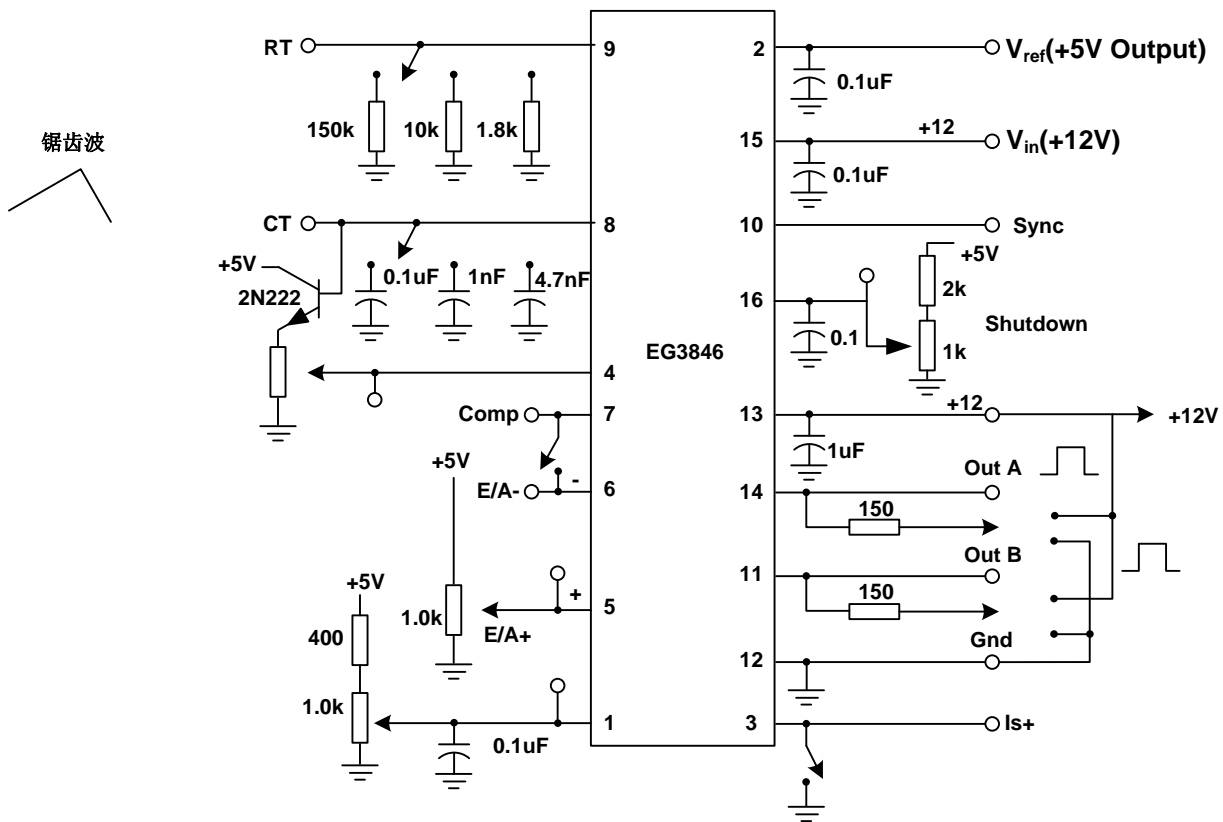 RT
9
150k
10k
1.8k
锯齿波
CT
8
+5V
2N222
0.1uF
1nF
4.7nF
4
Comp
7
+5V
E/A-
-
6
+
5
1.0k
E/A+
+5V
400
1.0k
1
0.1uF
EG3846
2
Vref(+5V Output)
0.1uF
15
+12
Vin(+12V)
0.1uF
10
Sync
+5V
2k
16
Shutdown
0.1
1k
13
+12
+12V
1uF
Out A
14
150
Out B
11
150
Gnd
12
3
Is+